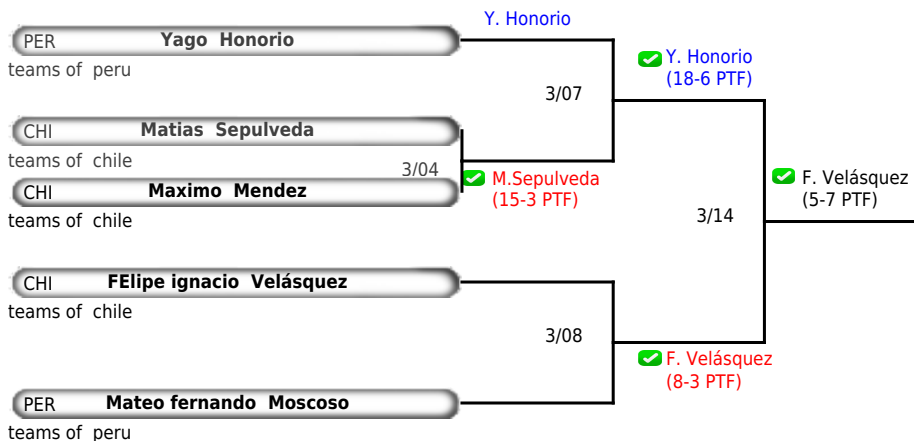 Y. Honorio
PER Yago Honorio
teams of peru
Y. Honorio
(18-6 PTF)
3/07
CHI Matias Sepulveda
teams of chile
3/04
M.Sepulveda
(15-3 PTF)
CHI Maximo Mendez
teams of chile
F. Velásquez
(5-7 PTF)
3/14
CHI FElipe ignacio Velásquez
teams of chile
3/08
F. Velásquez
(8-3 PTF)
PER Mateo fernando Moscoso
teams of peru